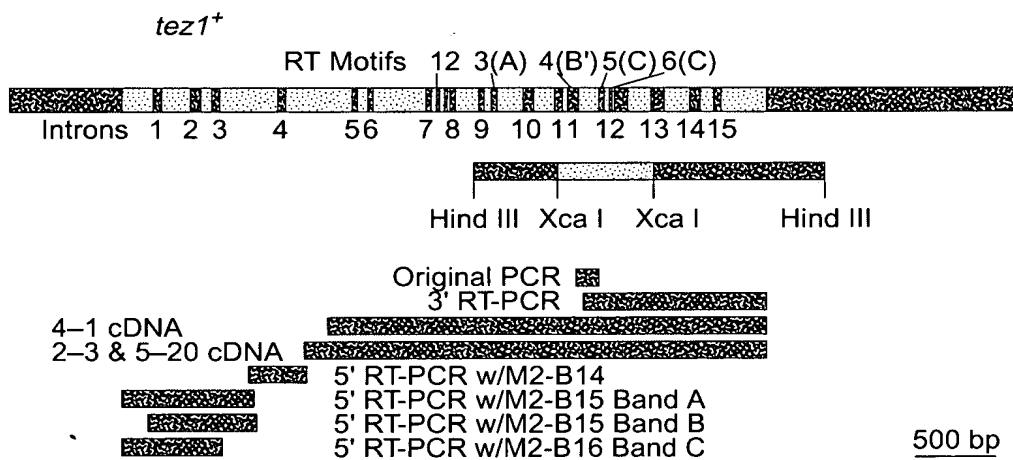 tez1+
RT Motifs 12 3(A) 4(B') 5(C) 6(C)
Introns 1 2 3 4 5 6 7 8 9 10 11 12 13 14 15
Hind III Xca I Xca I Hind III
Original PCR
3' RT-PCR
4–1 cDNA
2–3 & 5–20 cDNA
5' RT-PCR w/M2-B14
5' RT-PCR w/M2-B15 Band A
5' RT-PCR w/M2-B15 Band B
5' RT-PCR w/M2-B16 Band C
500 bp